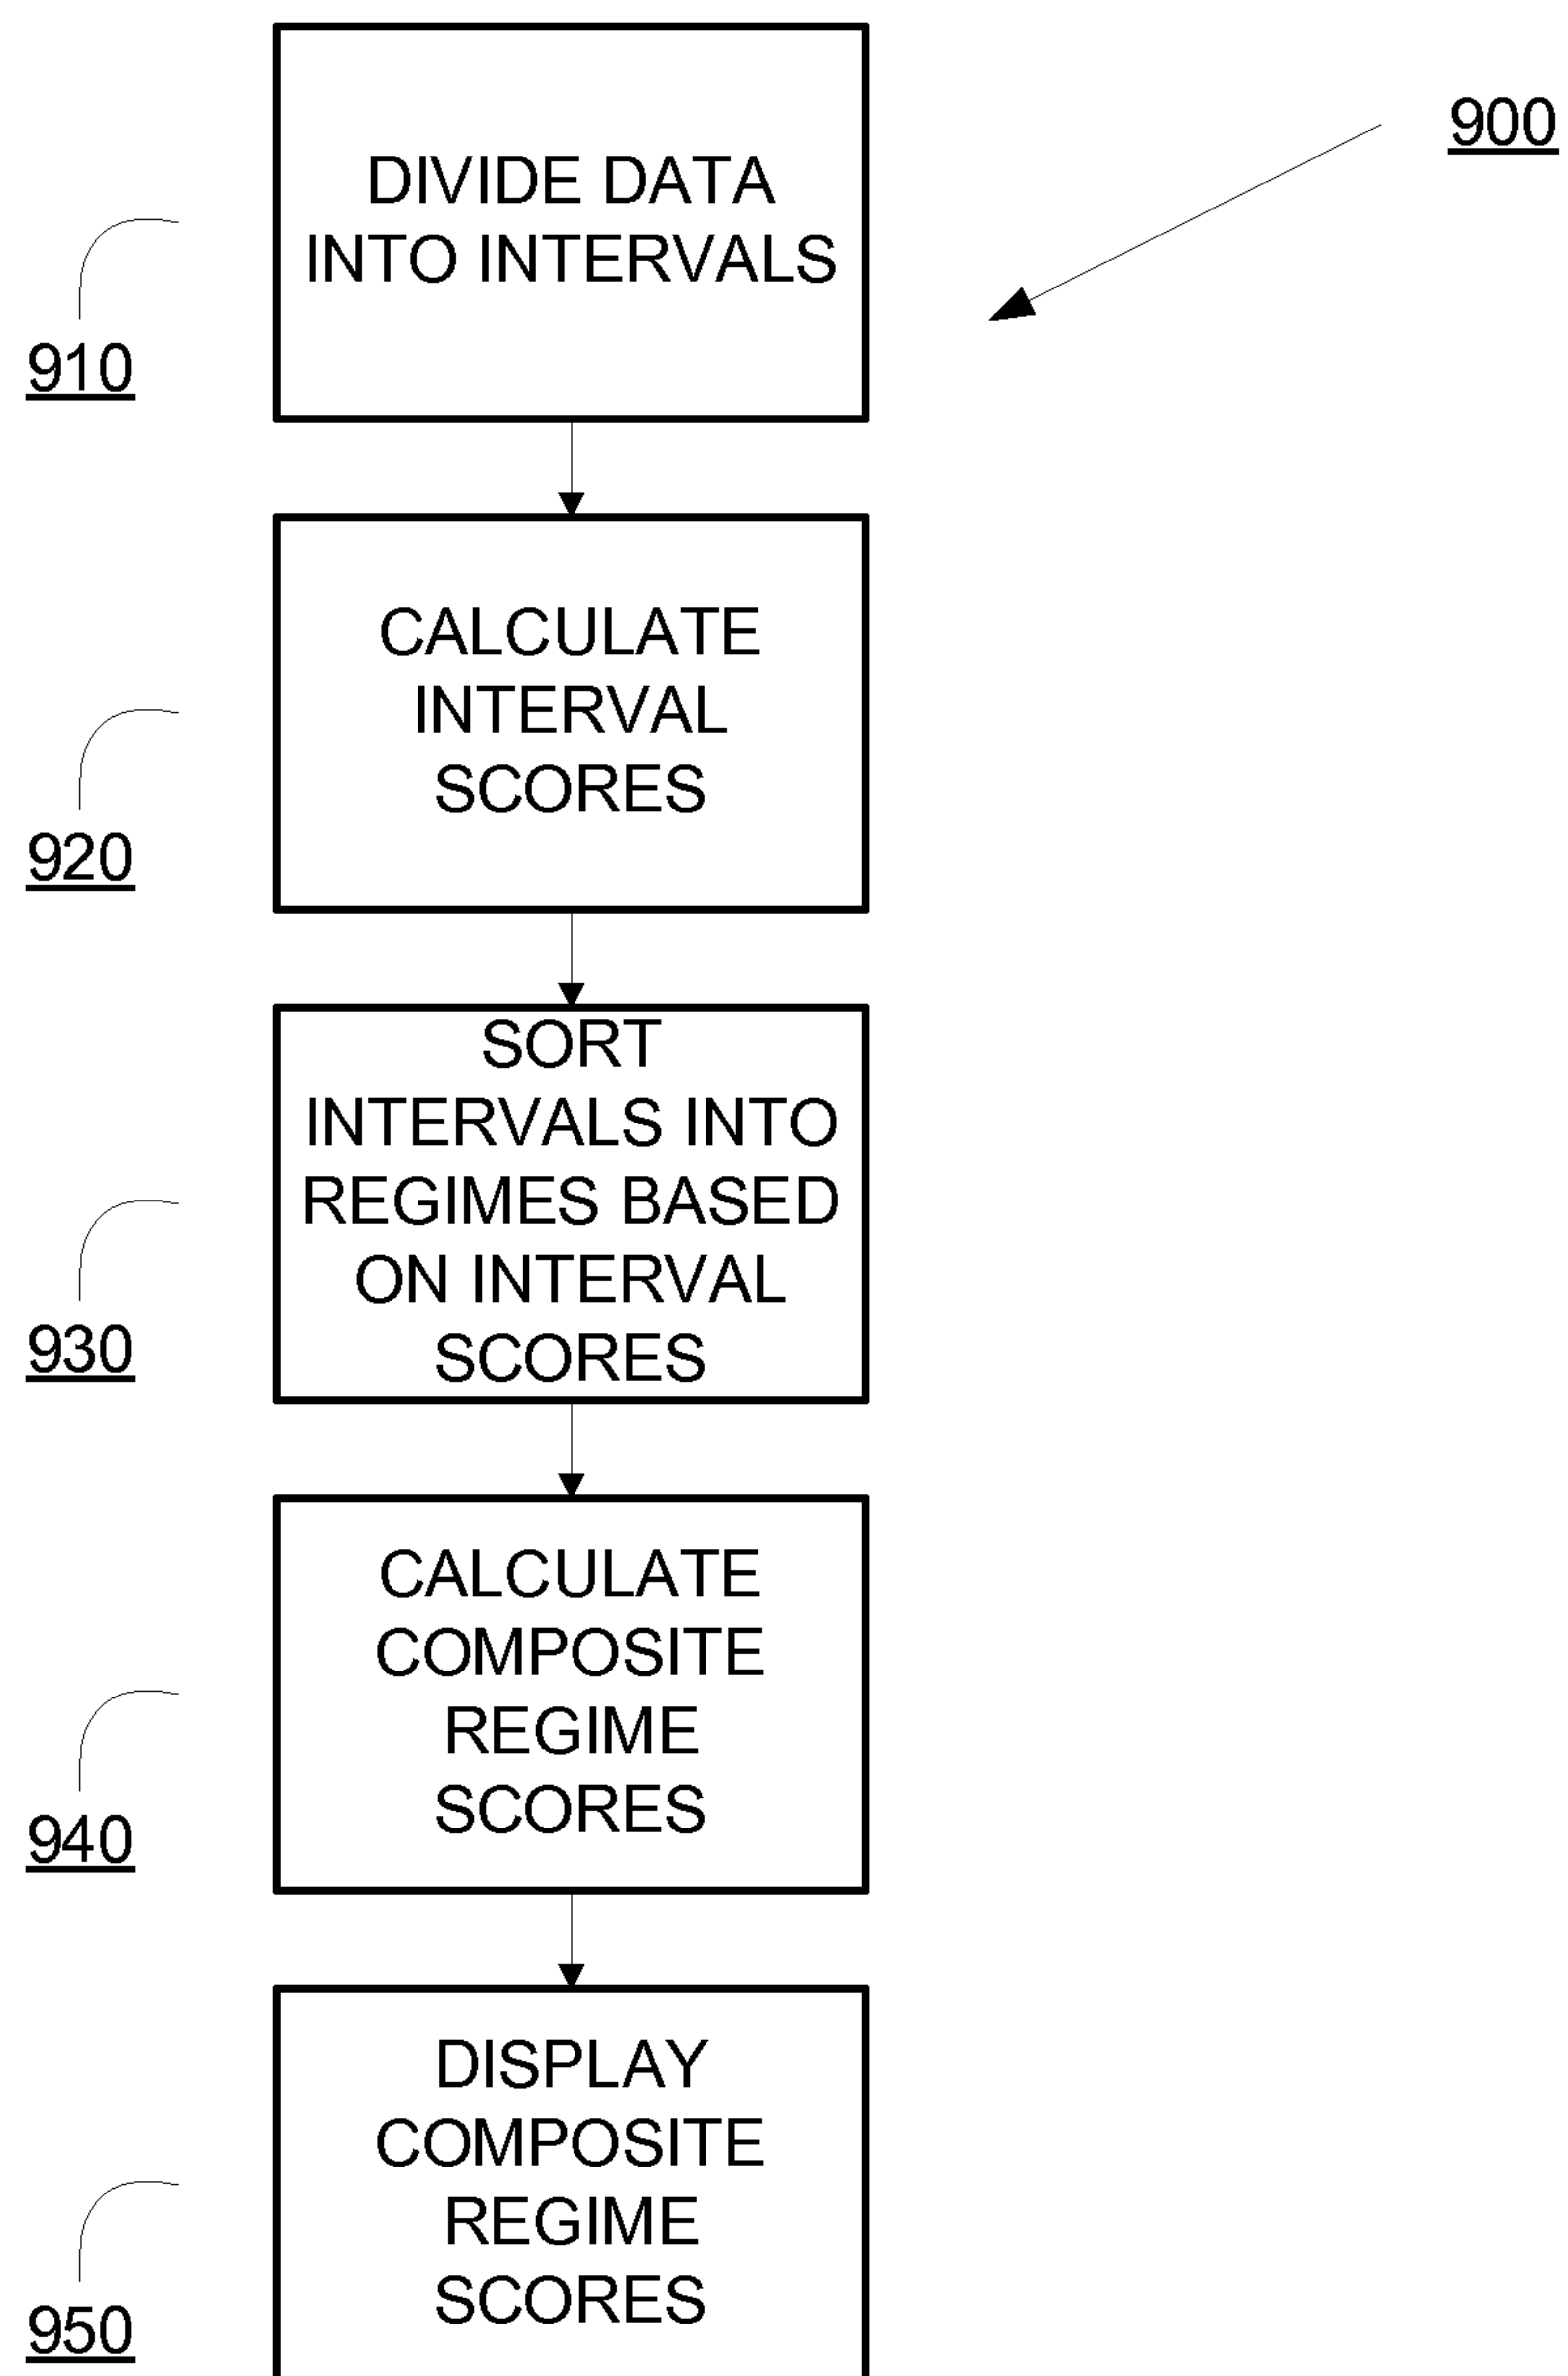 900
DIVIDE DATA
INTO INTERVALS
910
CALCULATE
INTERVAL
SCORES
920
SORT
INTERVALS INTO
REGIMES BASED
ON INTERVAL
SCORES
930
CALCULATE
COMPOSITE
REGIME
SCORES
940
DISPLAY
COMPOSITE
REGIME
SCORES
950